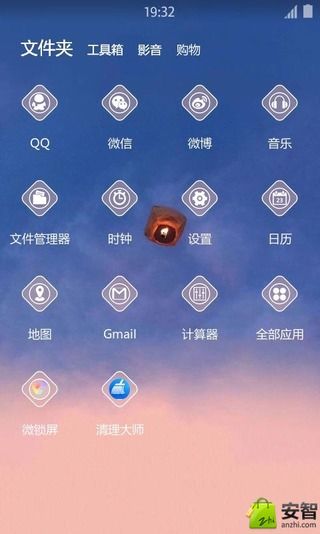 19:32
文件夹 工具箱 影音 购物
QQ 微信 微博 音乐
文件管理器 时钟 设置 日历
23
地图 Gmail 计算器 全部应用
微锁屏 清理大师
安智
anzhi.com